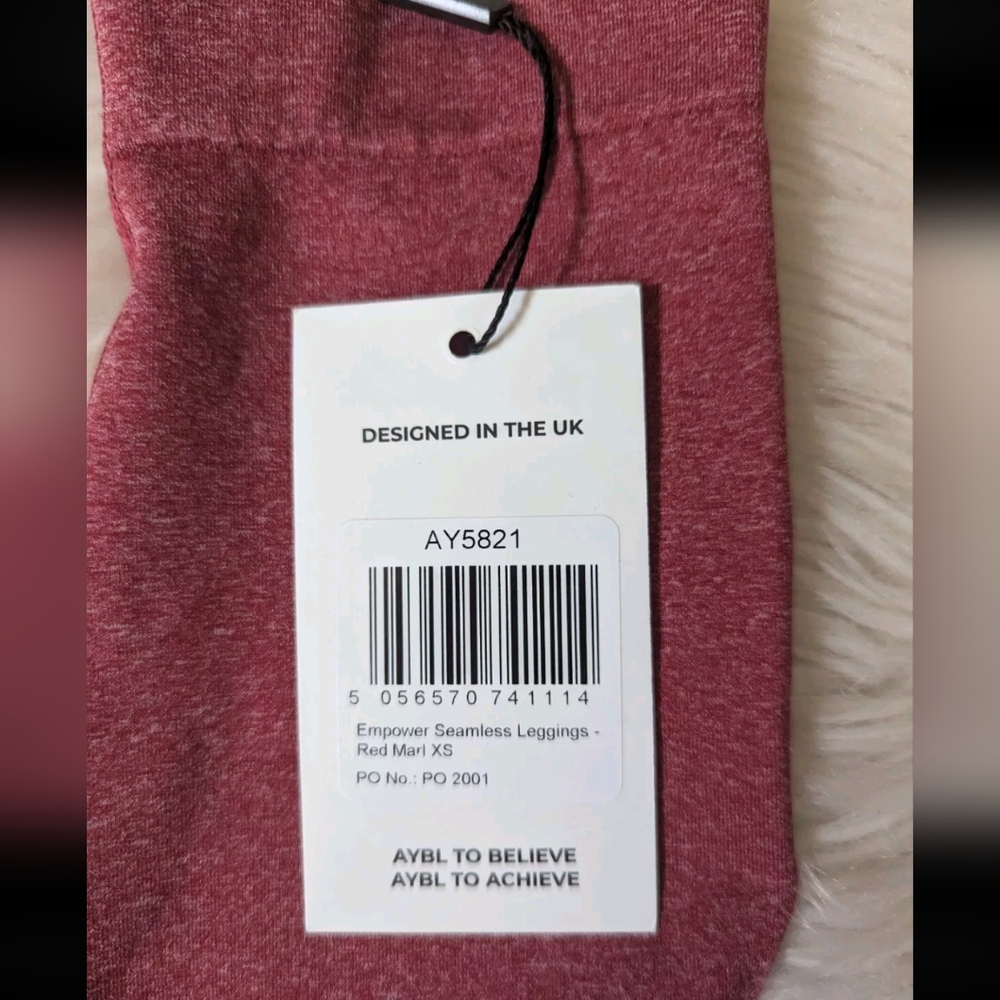 DESIGNED IN THE UK
AY5821
5 056570 741114
Empower Seamless Leggings -
Red Marl XS
PO No.: PO 2001
AYBL TO BELIEVE
AYBL TO ACHIEVE